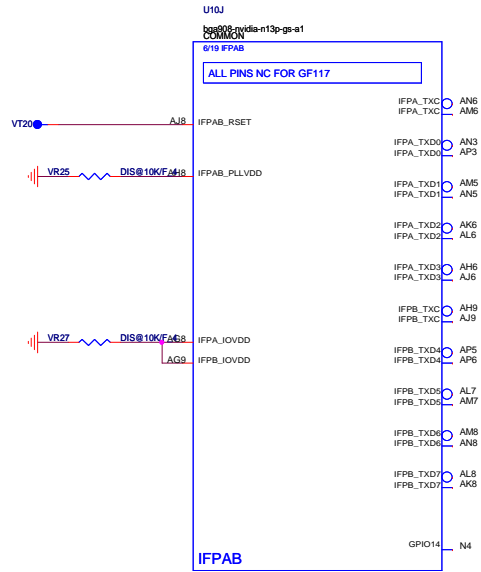 U10J
bga908-nvidia-n13p-gs-a1
COMMON
6/19 IFPAB
ALL PINS NC FOR GF117
IFPA_TXC AN6
IFPA_TXC AM6
VT20 AJ8 IFPAB_RSET
IFPA_TXD0 AN3
IFPA_TXD0 AP3
VR25 DIS@10K/F_4 AH8 IFPAB_PLLVDD
IFPA_TXD1 AM5
IFPA_TXD1 AN5
IFPA_TXD2 AK6
IFPA_TXD2 AL6
IFPA_TXD3 AH6
IFPA_TXD3 AJ6
IFPB_TXC AH9
IFPB_TXC AJ9
VR27 DIS@10K/F_4 AG8 IFPA_IOVDD
IFPB_TXD4 AP5
AG9 IFPB_IOVDD
IFPB_TXD4 AP6
IFPB_TXD5 AL7
IFPB_TXD5 AM7
IFPB_TXD6 AM8
IFPB_TXD6 AN8
IFPB_TXD7 AL8
IFPB_TXD7 AK8
GPIO14 N4
IFPAB